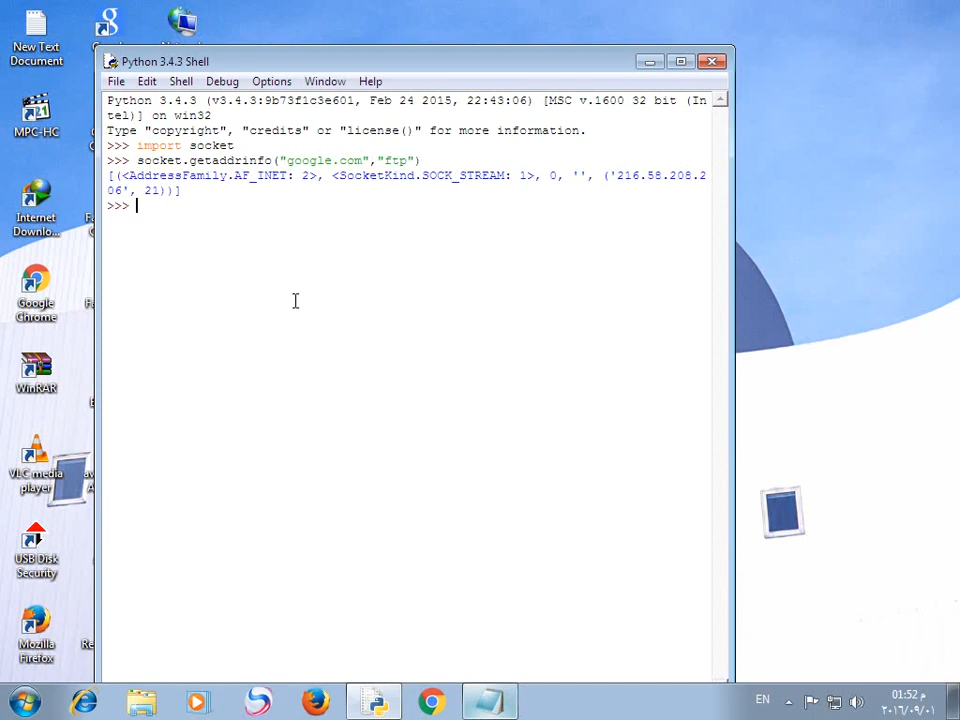 New Text
Document
MPC-HC
Internet
Downlo...
Google
Chrome
WinRAR
VLC media
player
USB Disk
Security
Mozilla
Firefox
Python 3.4.3 Shell
File Edit Shell Debug Options Window Help
Python 3.4.3 (v3.4.3:9b73f1c3e601, Feb 24 2015, 22:43:06) [MSC v.1600 32 bit (In
tel)] on win32
Type "copyright", "credits" or "license()" for more information.
>>> import socket
>>> socket.getaddrinfo("google.com","ftp")
[(<AddressFamily.AF_INET: 2>, <SocketKind.SOCK_STREAM: 1>, 0, '', ('216.58.208.2
06', 21))]
>>>
EN
01:52 م
٢٠١٦/٠٩/٠١